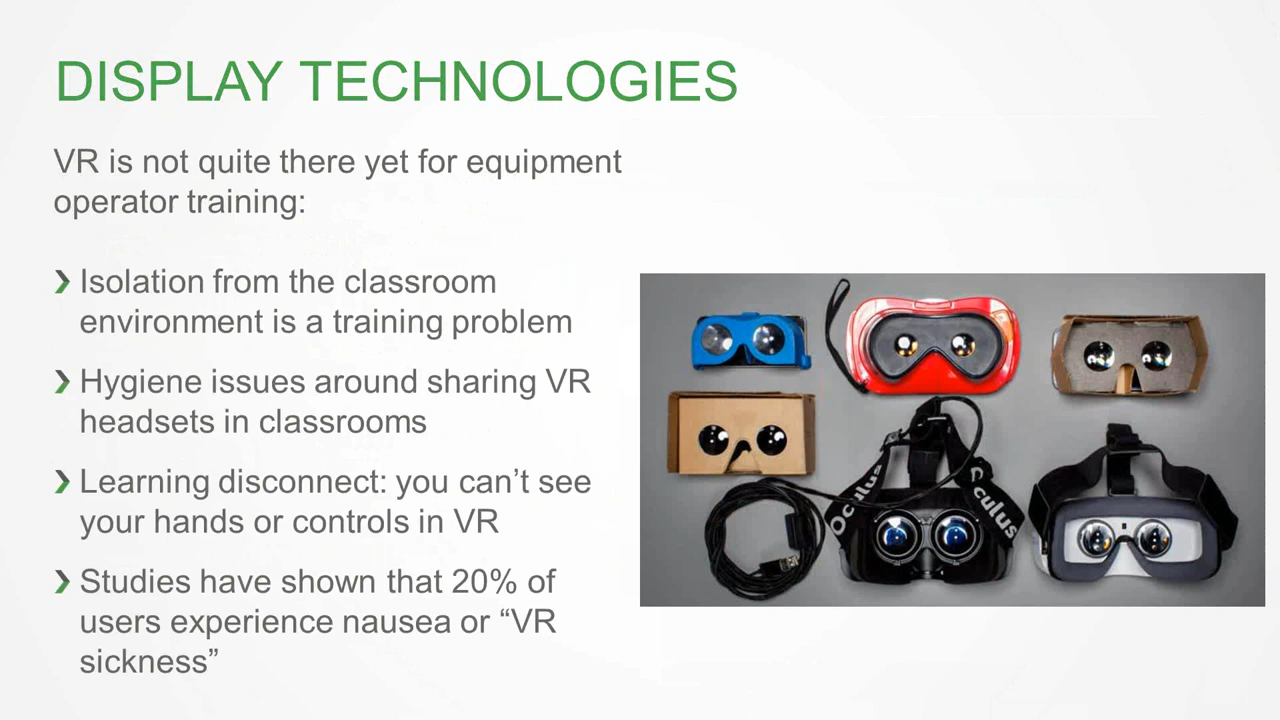 DISPLAY TECHNOLOGIES
VR is not quite there yet for equipment
operator training:
Isolation from the classroom
environment is a training problem
Hygiene issues around sharing VR
headsets in classrooms
Learning disconnect: you can’t see
your hands or controls in VR
Studies have shown that 20% of
users experience nausea or “VR
sickness”
Oculus
Oculus